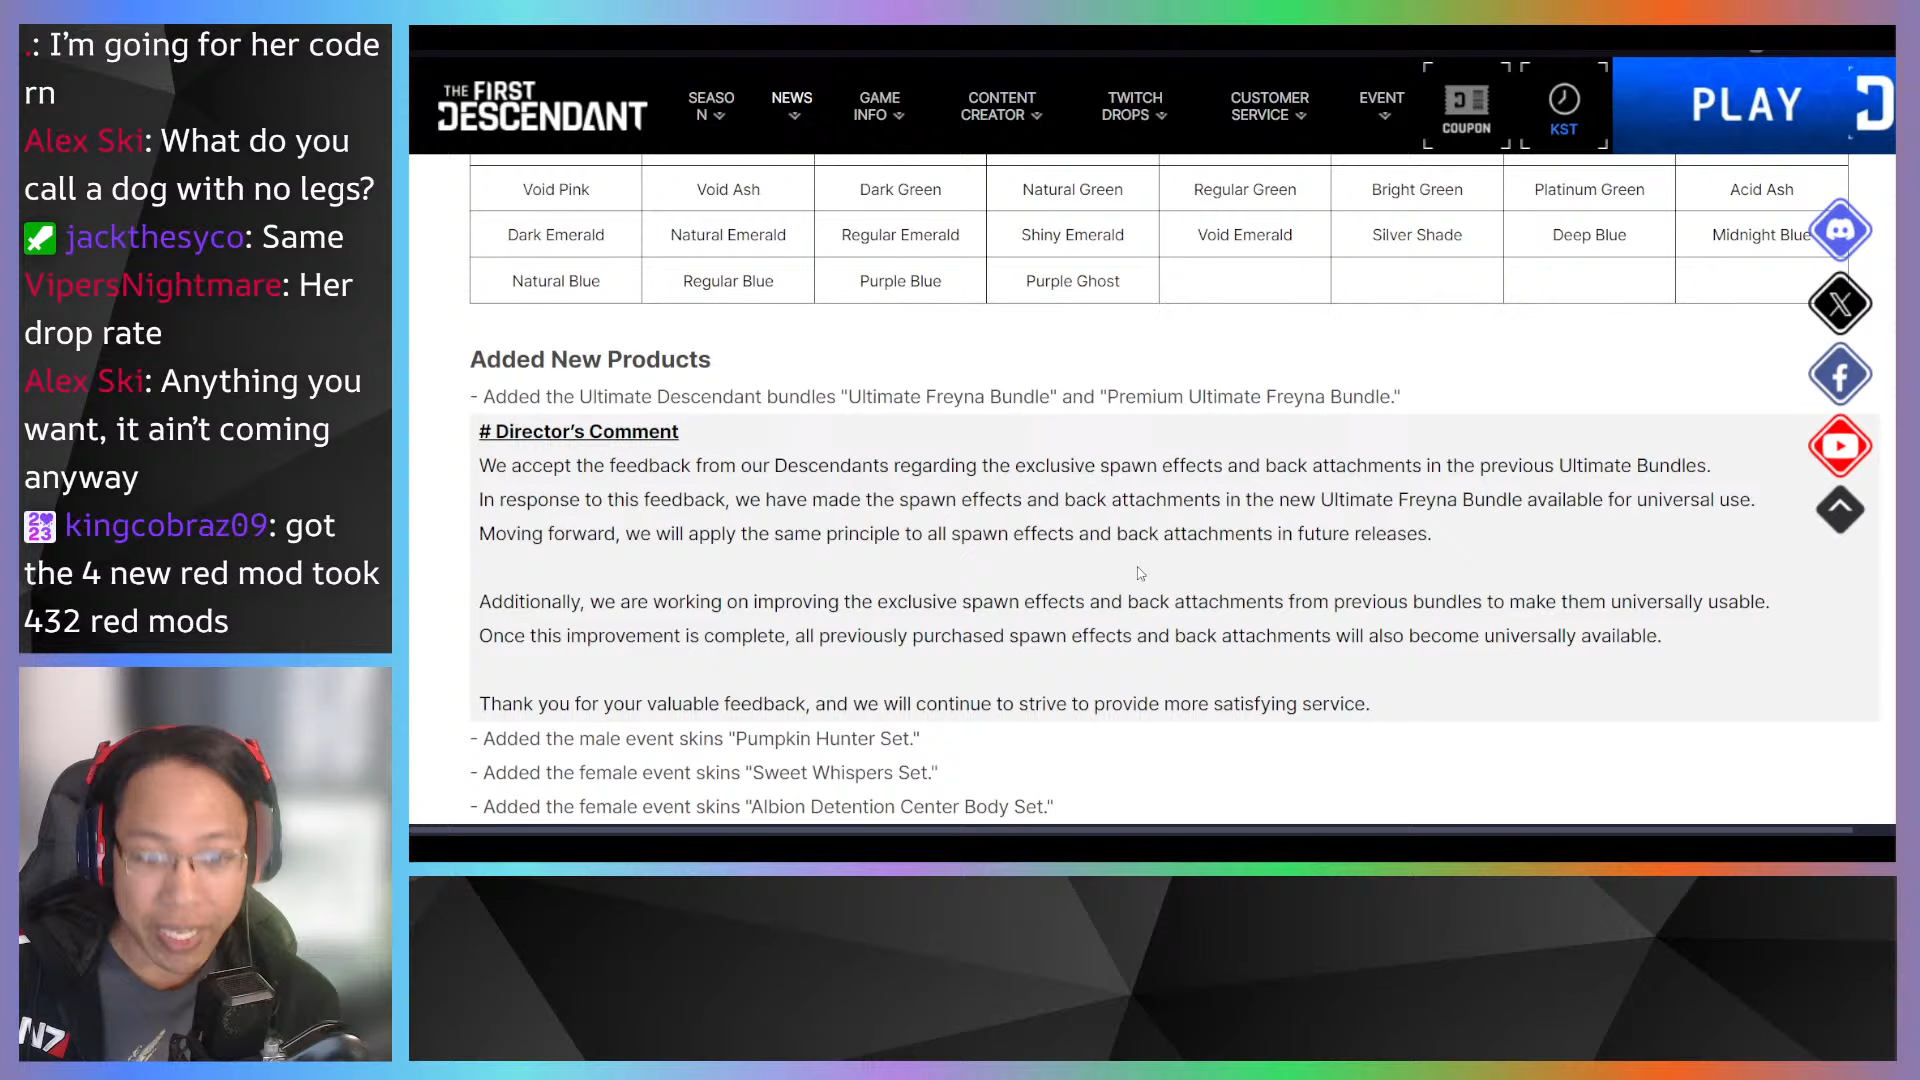 .: I'm going for her code
rn
Alex Ski: What do you
call a dog with no legs?
jackthesyco: Same
VipersNightmare: Her
drop rate
Alex Ski: Anything you
want, it ain't coming
anyway
2023 kingcobraz09: got
the 4 new red mod took
432 red mods
N7
THE FIRST
DESCENDANT
SEASO
N
NEWS
GAME
INFO
CONTENT
CREATOR
TWITCH
DROPS
CUSTOMER
SERVICE
EVENT
COUPON
KST
PLAY
Void Pink Void Ash Dark Green Natural Green Regular Green Bright Green Platinum Green Acid Ash
Dark Emerald Natural Emerald Regular Emerald Shiny Emerald Void Emerald Silver Shade Deep Blue Midnight Blue
Natural Blue Regular Blue Purple Blue Purple Ghost
Added New Products
- Added the Ultimate Descendant bundles "Ultimate Freyna Bundle" and "Premium Ultimate Freyna Bundle."
# Director's Comment
We accept the feedback from our Descendants regarding the exclusive spawn effects and back attachments in the previous Ultimate Bundles.
In response to this feedback, we have made the spawn effects and back attachments in the new Ultimate Freyna Bundle available for universal use.
Moving forward, we will apply the same principle to all spawn effects and back attachments in future releases.
Additionally, we are working on improving the exclusive spawn effects and back attachments from previous bundles to make them universally usable.
Once this improvement is complete, all previously purchased spawn effects and back attachments will also become universally available.
Thank you for your valuable feedback, and we will continue to strive to provide more satisfying service.
- Added the male event skins "Pumpkin Hunter Set."
- Added the female event skins "Sweet Whispers Set."
- Added the female event skins "Albion Detention Center Body Set."